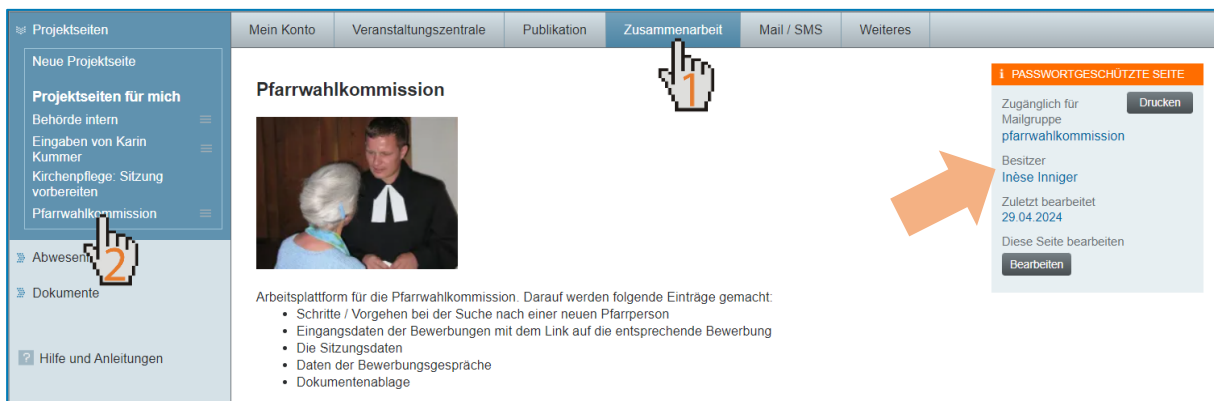 Projektseiten
Neue Projektseite
Projektseiten für mich
Behörde intern
Eingaben von Karin
Kummer
Kirchenpflege: Sitzung
vorbereiten
Pfarrwahlkommission
2
Dokumente
? Hilfe und Anleitungen
Mein Konto Veranstaltungszentrale Publikation Zusammenarbeit Mail / SMS Weiteres
1
Pfarrwahlkommission
Arbeitsplattform für die Pfarrwahlkommission. Darauf werden folgende Einträge gemacht:
• Schritte / Vorgehen bei der Suche nach einer neuen Pfarrperson
• Eingangsdaten der Bewerbungen mit dem Link auf die entsprechende Bewerbung
• Die Sitzungsdaten
• Daten der Bewerbungsgespräche
• Dokumentenablage
i PASSWORTGESCHÜTZTE SEITE
Zugänglich für Drucken
Mailgruppe
pfarrwahlkommission
Besitzer
Inèse Inniger
Zuletzt bearbeitet
29.04.2024
Diese Seite bearbeiten
Bearbeiten